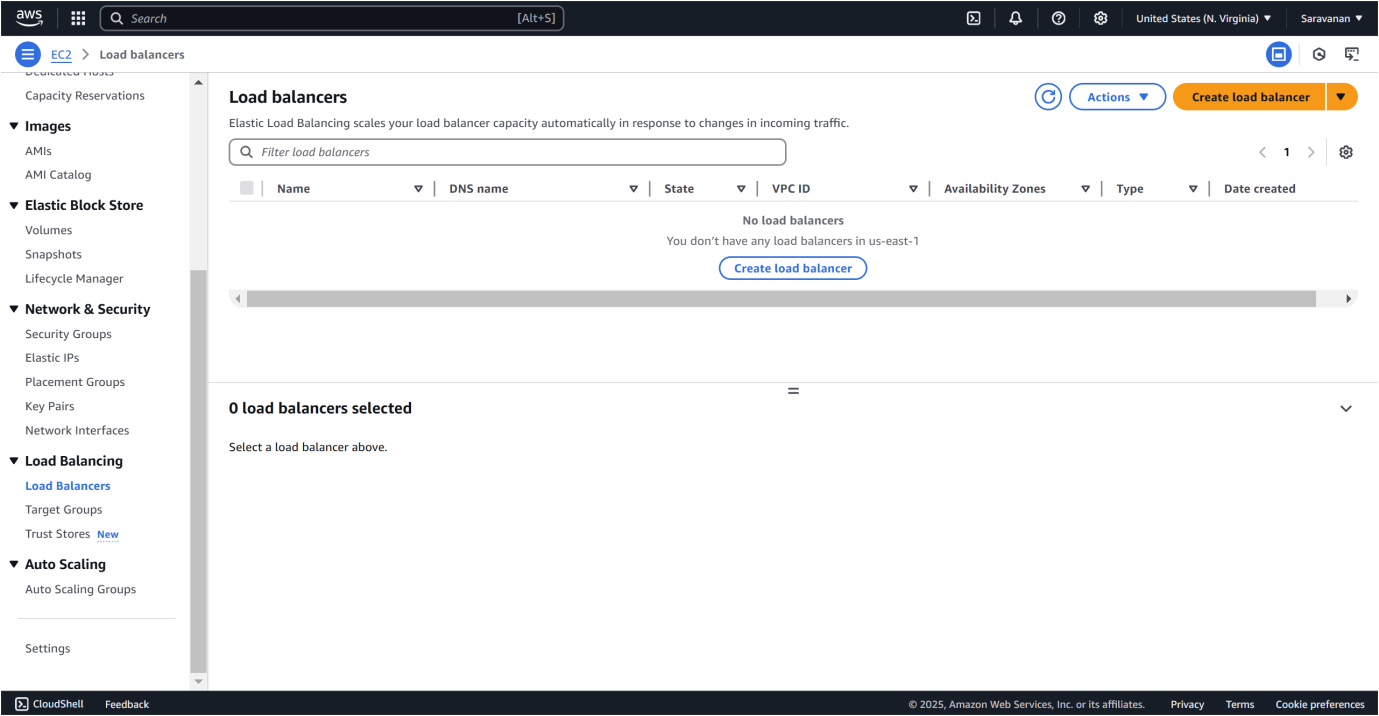 aws
Search [Alt+S]
United States (N. Virginia)
Saravanan
EC2 Load balancers
Dedicated Hosts
Capacity Reservations
Images
AMIs
AMI Catalog
Elastic Block Store
Volumes
Snapshots
Lifecycle Manager
Network & Security
Security Groups
Elastic IPs
Placement Groups
Key Pairs
Network Interfaces
Load Balancing
Load Balancers
Target Groups
Trust Stores New
Auto Scaling
Auto Scaling Groups
Settings
Load balancers
Actions
Create load balancer
Elastic Load Balancing scales your load balancer capacity automatically in response to changes in incoming traffic.
Filter load balancers
1
Name DNS name State VPC ID Availability Zones Type Date created
No load balancers
You don't have any load balancers in us-east-1
Create load balancer
0 load balancers selected
Select a load balancer above.
CloudShell Feedback
© 2025, Amazon Web Services, Inc. or its affiliates. Privacy Terms Cookie preferences